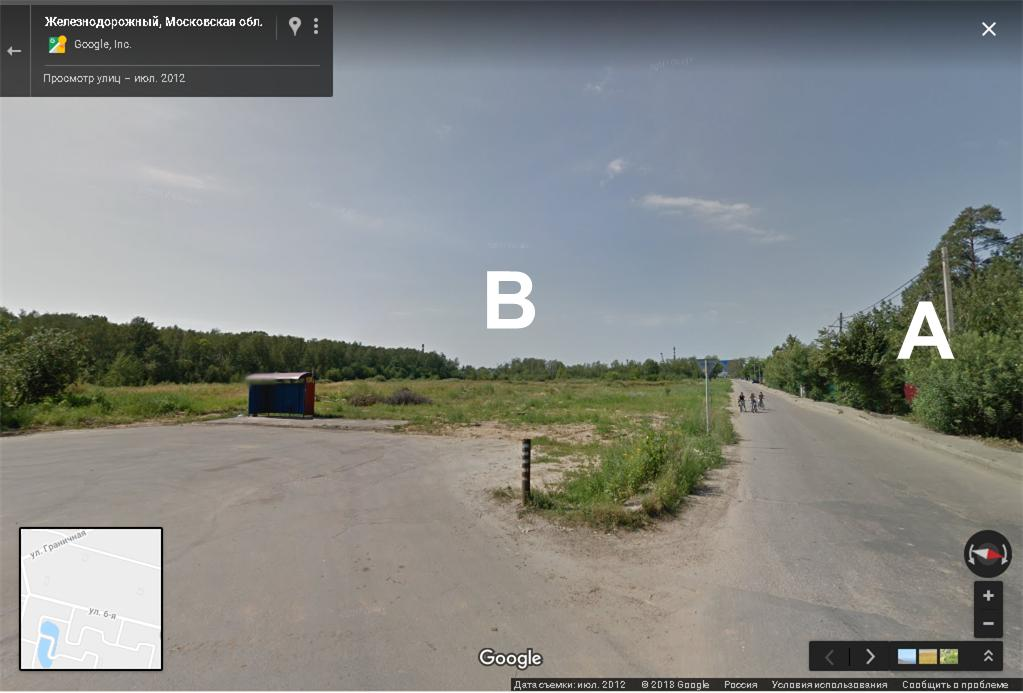 Железнодорожный, Московская обл.
Google, Inc.
Просмотр улиц – июл. 2012
B
A
ул. Граничная
ул. 6-я
Google
Дата съемки: июл. 2012 © 2018 Google Россия Условия использования Сообщить о проблеме